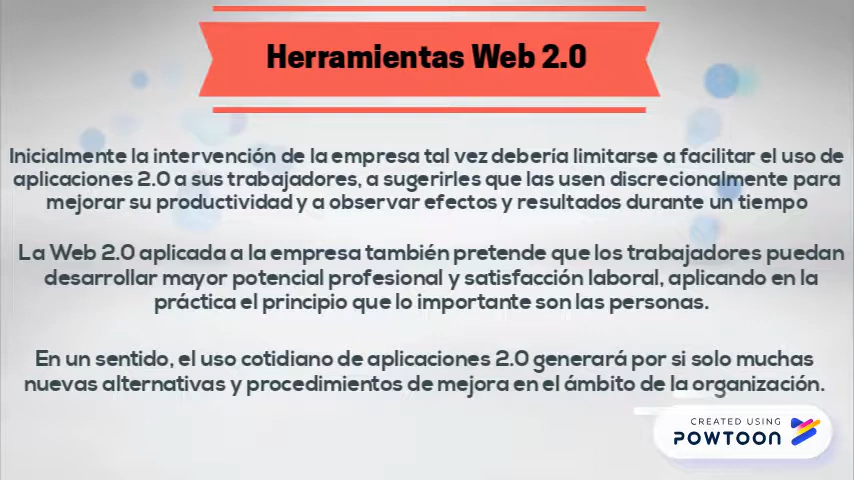 Herramientas Web 2.0
Inicialmente la intervención de la empresa tal vez debería limitarse a facilitar el uso de
aplicaciones 2.0 a sus trabajadores, a sugerirles que las usen discrecionalmente para
mejorar su productividad y a observar efectos y resultados durante un tiempo
La Web 2.0 aplicada a la empresa también pretende que los trabajadores puedan
desarrollar mayor potencial profesional y satisfacción laboral, aplicando en la
práctica el principio que lo importante son las personas.
En un sentido, el uso cotidiano de aplicaciones 2.0 generará por si solo muchas
nuevas alternativas y procedimientos de mejora en el ámbito de la organización.
CREATED USING
POWTOON